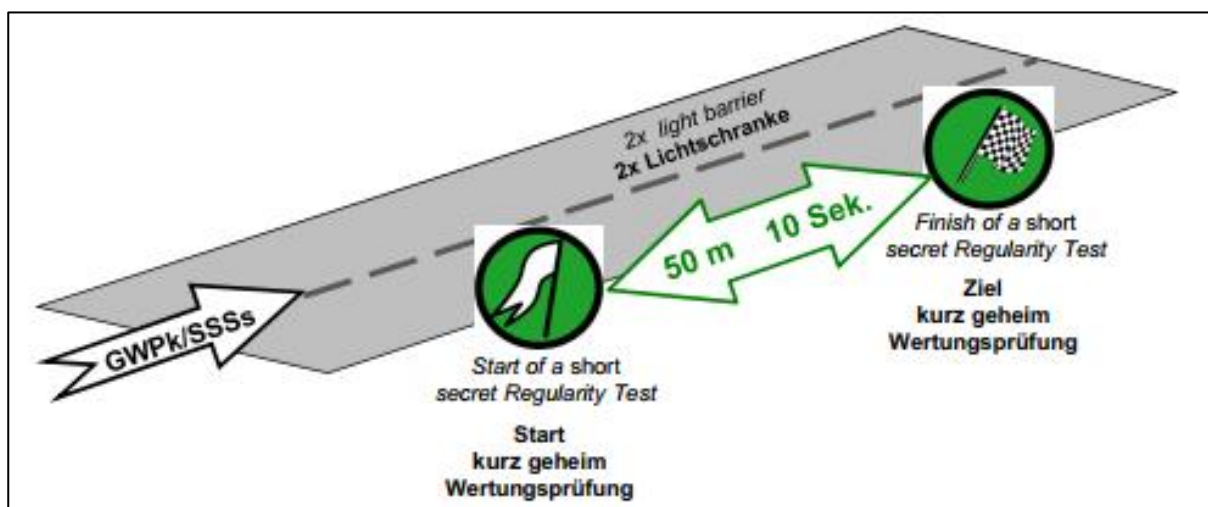 2x light barrier
2x Lichtschranke
50 m 10 Sek.
GWPk/SSSs
Finish of a short
secret Regularity Test
Ziel
kurz geheim
Wertungsprüfung
Start of a short
secret Regularity Test
Start
kurz geheim
Wertungsprüfung